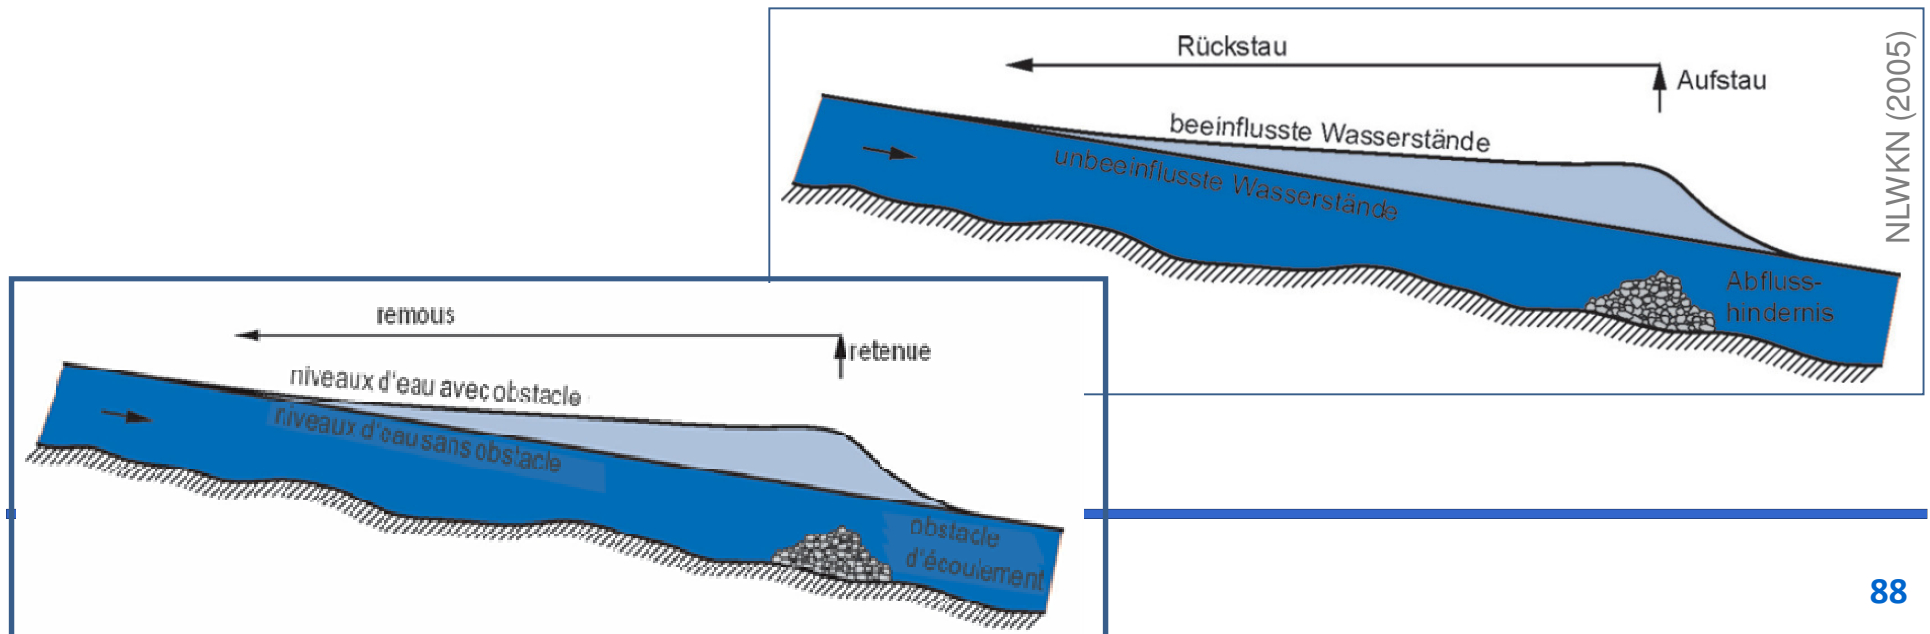 Rückstau
Aufstau
beeinflusste Wasserstände
unbeeinflusste Wasserstände
Abfluss-
hindernis
NLWKN (2005)
remous
retenue
niveaux d'eau avec obstacle
niveaux d'eau sans obstacle
obstacle
d'écoulement
88